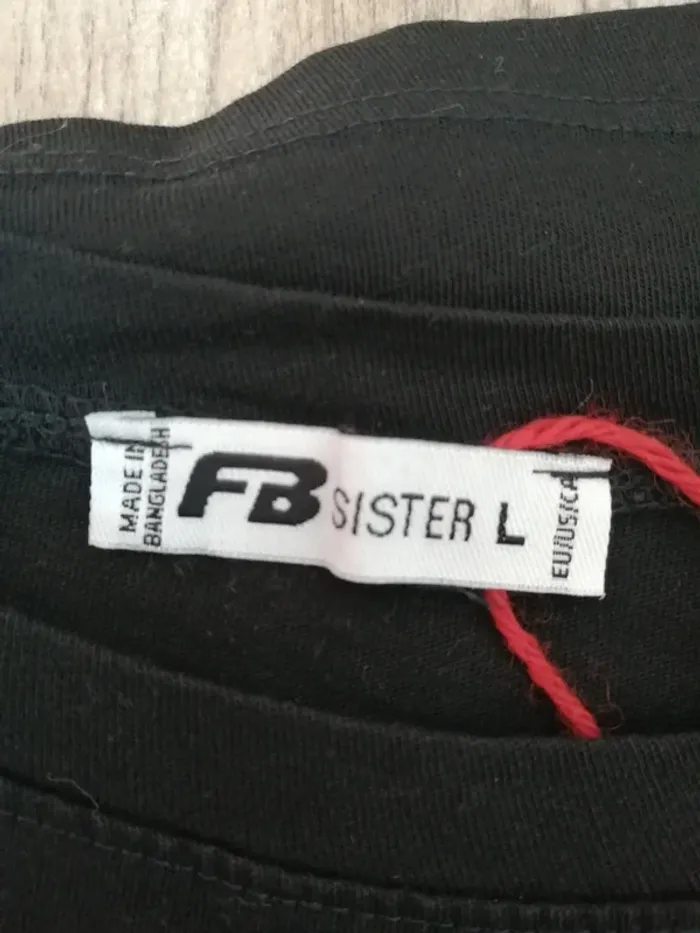 MADE IN
BANGLADESH
FB SISTER L
EU/US/CA